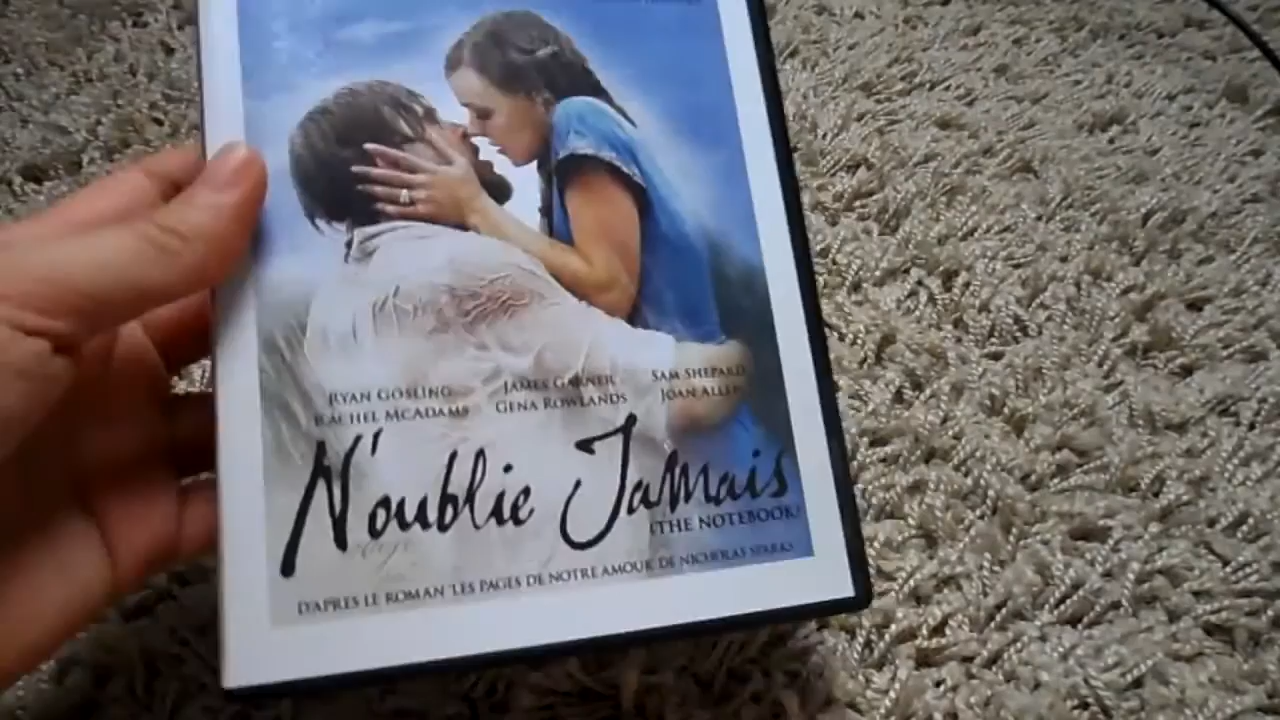 RYAN GOSLING JAMES GARNER SAM SHEPARD
RACHEL MCADAMS GENA ROWLANDS JOAN ALLEN
N'oublie Jamais
(THE NOTEBOOK)
D'APRÈS LE ROMAN 'LES PAGES DE NOTRE AMOUR' DE NICHOLAS SPARKS